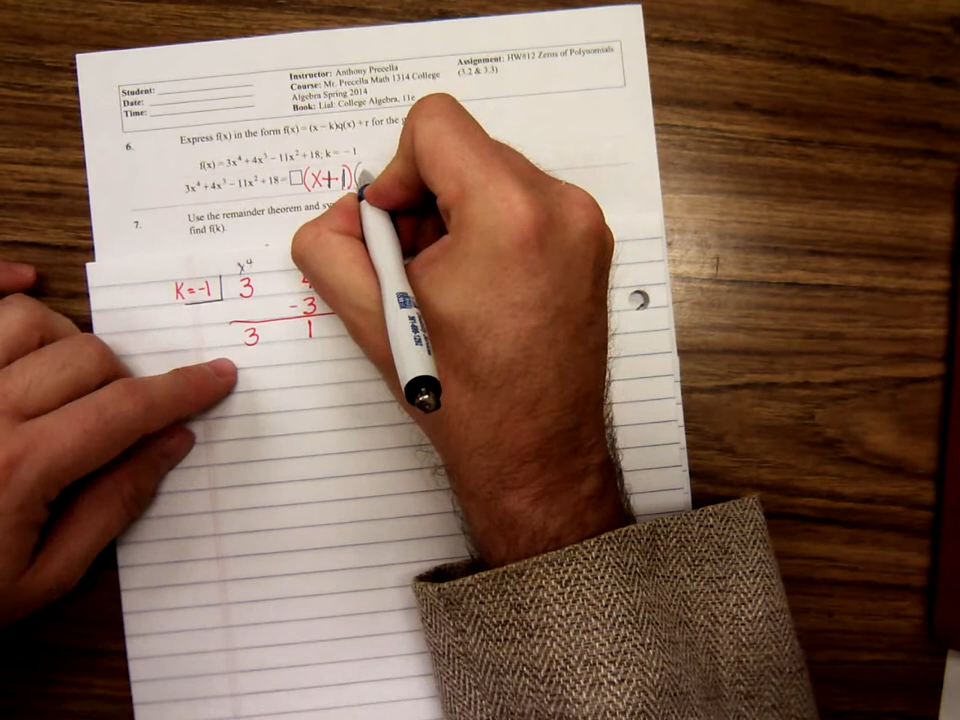 Student:
Date:
Time:
Instructor: Anthony Precella
Course: Mr. Precella Math 1314 College
Algebra Spring 2014
Book: Lial: College Algebra, 11e
Assignment: HW#12 Zeros of Polynomials
(3.2 & 3.3)
6. Express f(x) in the form f(x) = (x − k)q(x) + r for the
f(x) = 3x⁴ + 4x³ − 11x² + 18; k = − 1
3x⁴ + 4x³ − 11x² + 18 = □(x+1)(
7. Use the remainder theorem and
find f(k).
x⁴
K=-1 3
-3
3 1